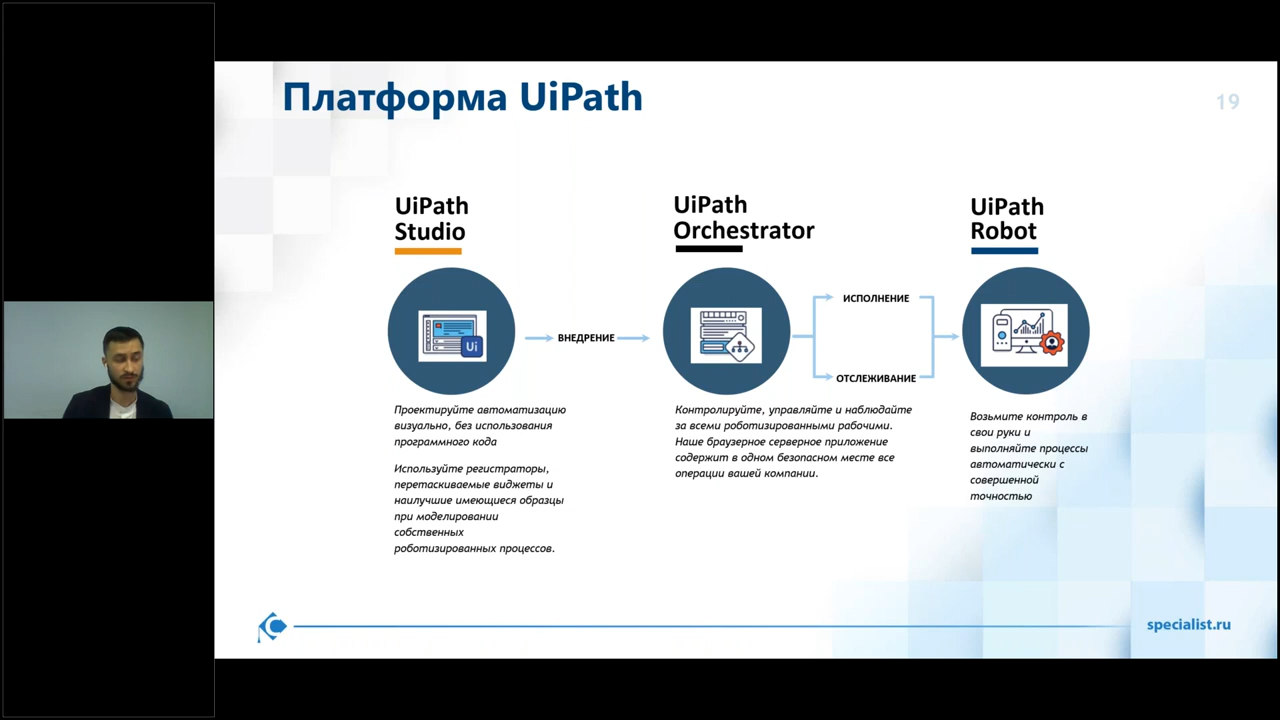 Платформа UiPath
19
UiPath
Studio
UiPath
Orchestrator
UiPath
Robot
Ui
ВНЕДРЕНИЕ
ИСПОЛНЕНИЕ
ОТСЛЕЖИВАНИЕ
Проектируйте автоматизацию
визуально, без использования
программного кода
Используйте регистраторы,
перетаскиваемые виджеты и
наилучшие имеющиеся образцы
при моделировании
собственных
роботизированных процессов.
Контролируйте, управляйте и наблюдайте
за всеми роботизированными рабочими.
Наше браузерное серверное приложение
содержит в одном безопасном месте все
операции вашей компании.
Возьмите контроль в
свои руки и
выполняйте процессы
автоматически с
совершенной
точностью
specialist.ru